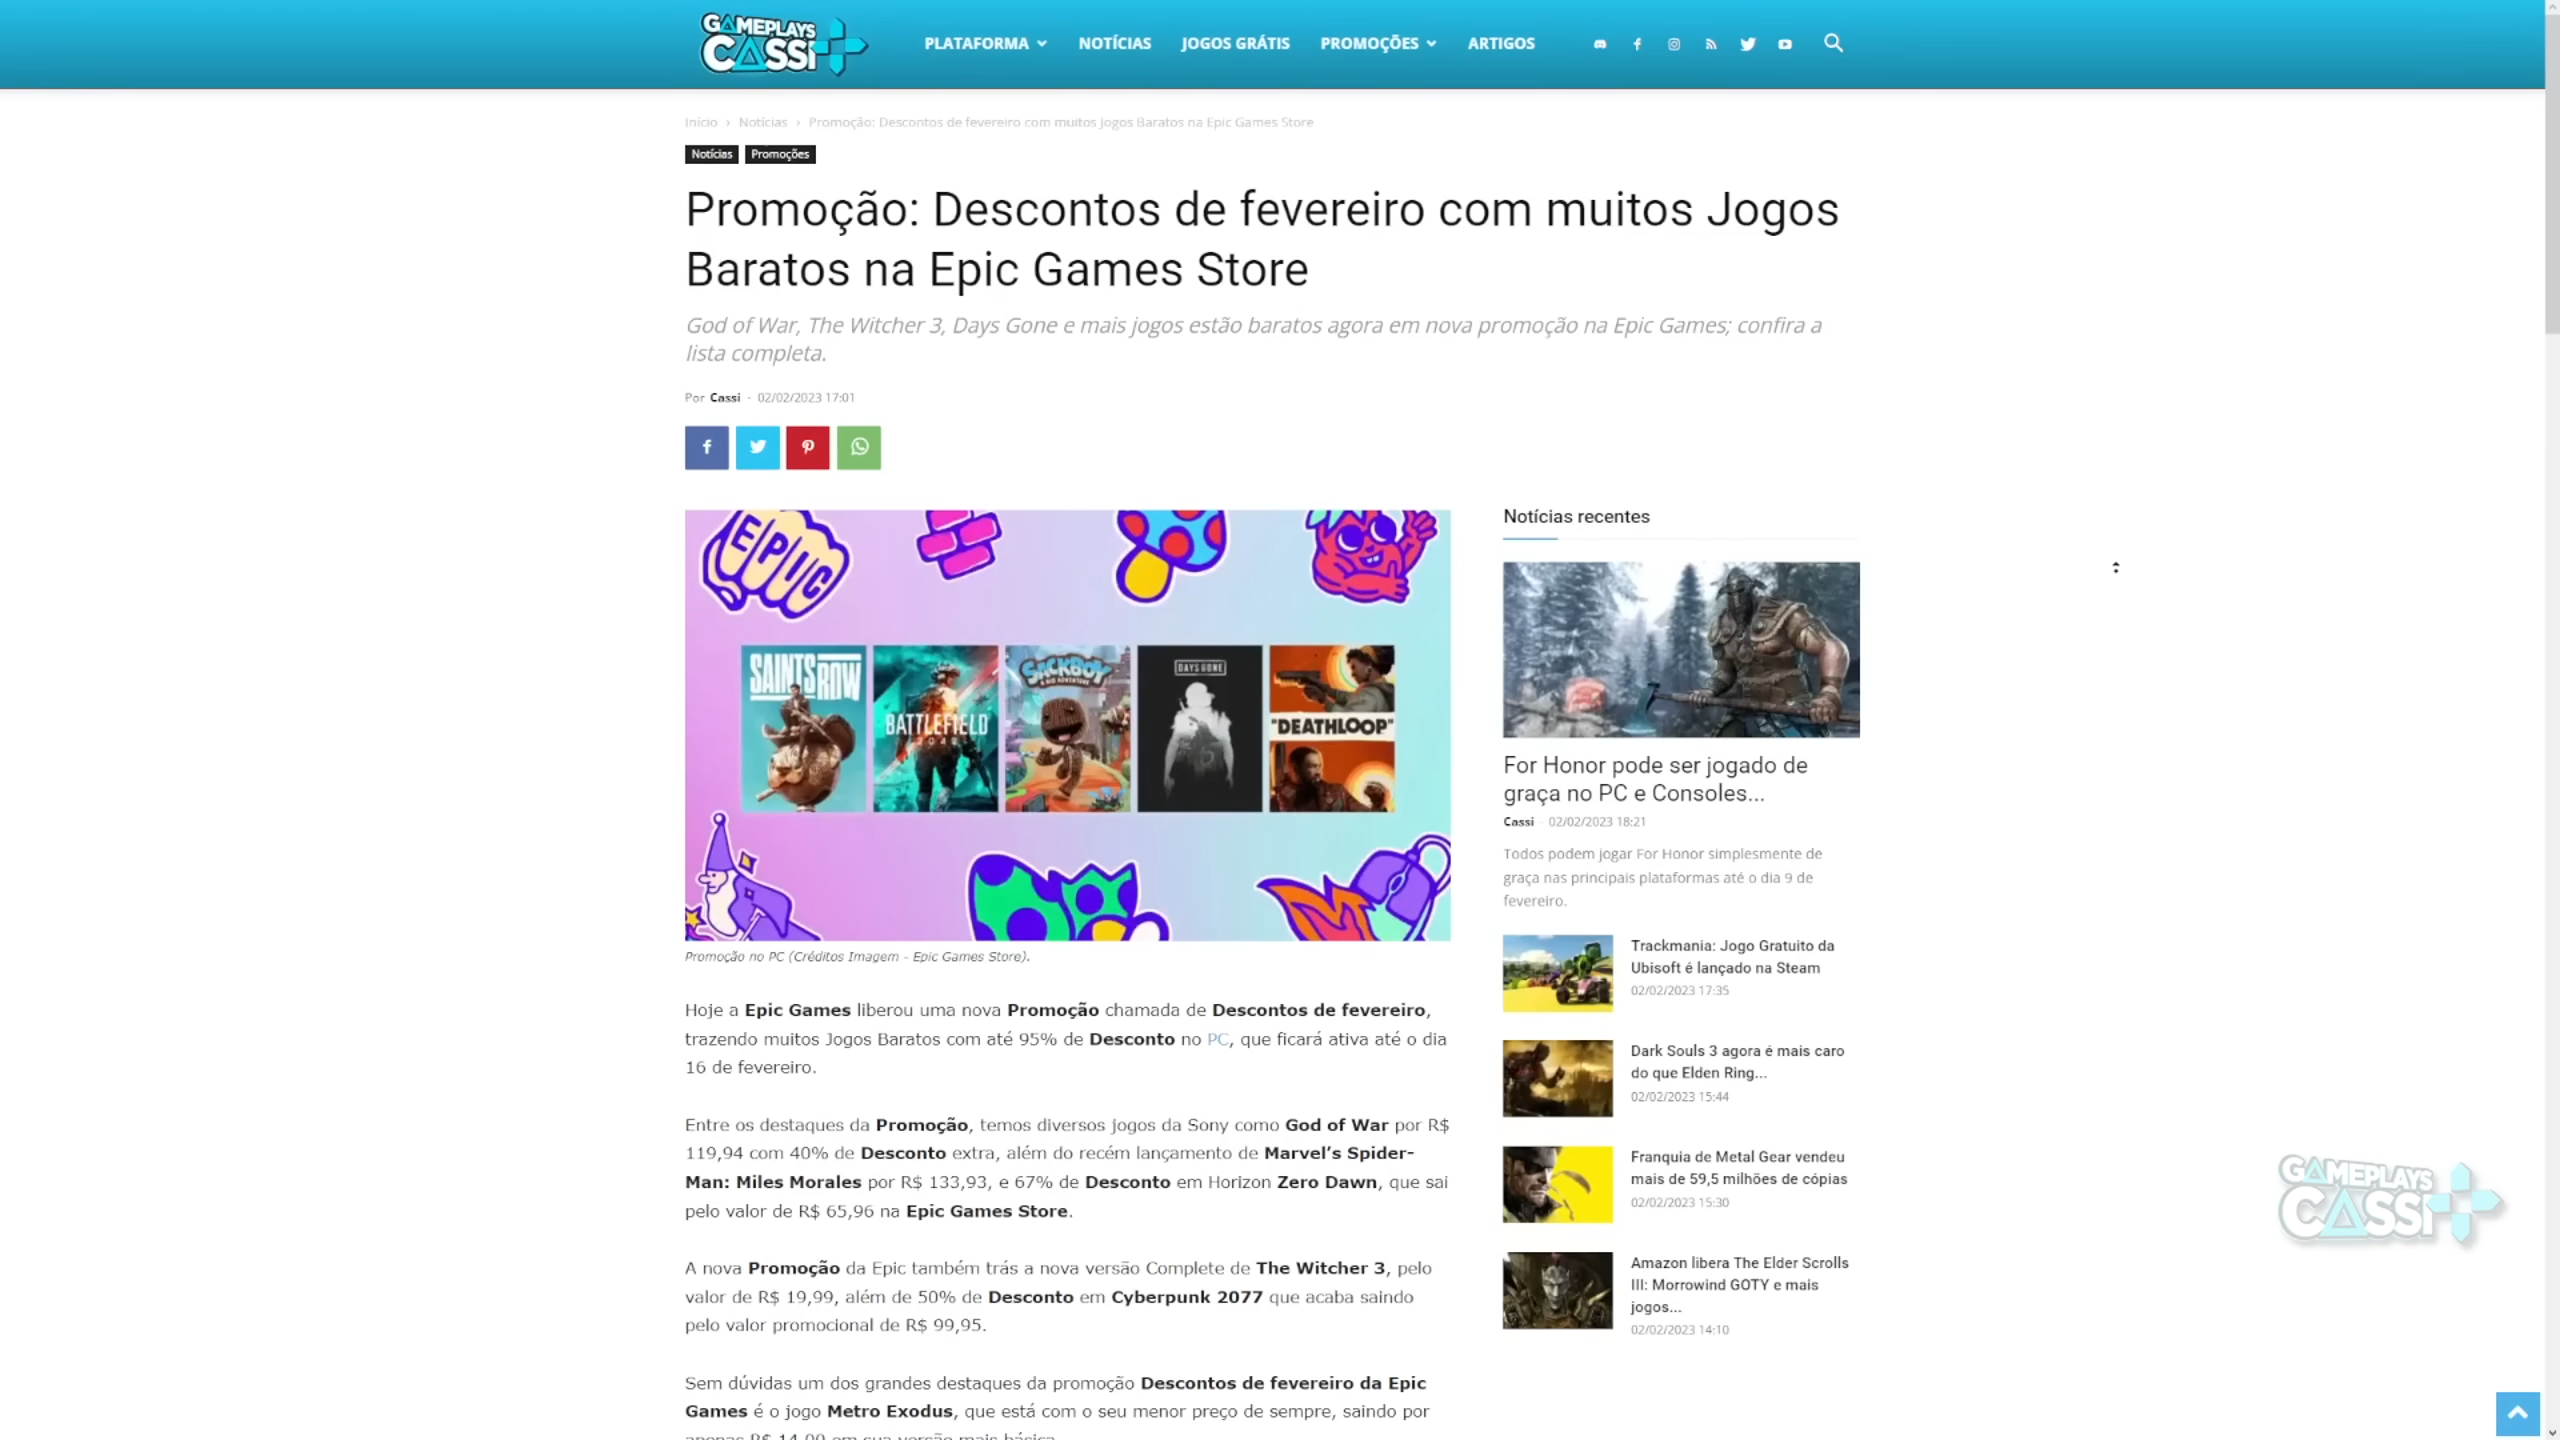 GAMEPLAYS
CASSI
PLATAFORMA
NOTÍCIAS
JOGOS GRÁTIS
PROMOÇÕES
ARTIGOS
Início › Notícias › Promoção: Descontos de fevereiro com muitos Jogos Baratos na Epic Games Store
Notícias
Promoções
Promoção: Descontos de fevereiro com muitos Jogos
Baratos na Epic Games Store
God of War, The Witcher 3, Days Gone e mais jogos estão baratos agora em nova promoção na Epic Games; confira a
lista completa.
Por Cassi - 02/02/2023 17:01
EPIC
SAINTS ROW
BATTLEFIELD
2042
SACKBOY
DAYS GONE
"DEATHLOOP"
Promoção no PC (Créditos Imagem - Epic Games Store).
Hoje a Epic Games liberou uma nova Promoção chamada de Descontos de fevereiro,
trazendo muitos Jogos Baratos com até 95% de Desconto no PC, que ficará ativa até o dia
16 de fevereiro.
Entre os destaques da Promoção, temos diversos jogos da Sony como God of War por R$
119,94 com 40% de Desconto extra, além do recém lançamento de Marvel’s Spider-
Man: Miles Morales por R$ 133,93, e 67% de Desconto em Horizon Zero Dawn, que sai
pelo valor de R$ 65,96 na Epic Games Store.
A nova Promoção da Epic também trás a nova versão Complete de The Witcher 3, pelo
valor de R$ 19,99, além de 50% de Desconto em Cyberpunk 2077 que acaba saindo
pelo valor promocional de R$ 99,95.
Sem dúvidas um dos grandes destaques da promoção Descontos de fevereiro da Epic
Games é o jogo Metro Exodus, que está com o seu menor preço de sempre, saindo por
Notícias recentes
For Honor pode ser jogado de
graça no PC e Consoles...
Cassi - 02/02/2023 18:21
Todos podem jogar For Honor simplesmente de
graça nas principais plataformas até o dia 9 de
fevereiro.
Trackmania: Jogo Gratuito da
Ubisoft é lançado na Steam
02/02/2023 17:35
Dark Souls 3 agora é mais caro
do que Elden Ring...
02/02/2023 15:44
Franquia de Metal Gear vendeu
mais de 59,5 milhões de cópias
02/02/2023 15:30
Amazon libera The Elder Scrolls
III: Morrowind GOTY e mais
jogos...
02/02/2023 14:10
GAMEPLAYS
CASSI